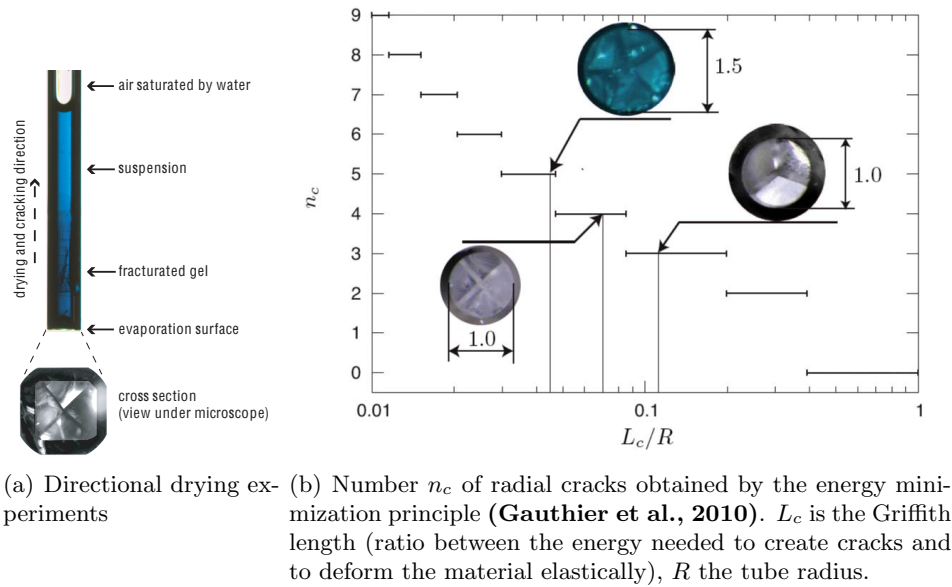 air saturated by water
suspension
drying and cracking direction
fracturated gel
evaporation surface
cross section
(view under microscope)
9
8
7
6
5
4
3
2
1
0
n_c
1.5
1.0
1.0
0.01
0.1
1
L_c/R
(a) Directional drying ex-
periments
(b) Number n_c of radial cracks obtained by the energy mini-
mization principle (Gauthier et al., 2010). L_c is the Griffith
length (ratio between the energy needed to create cracks and
to deform the material elastically), R the tube radius.